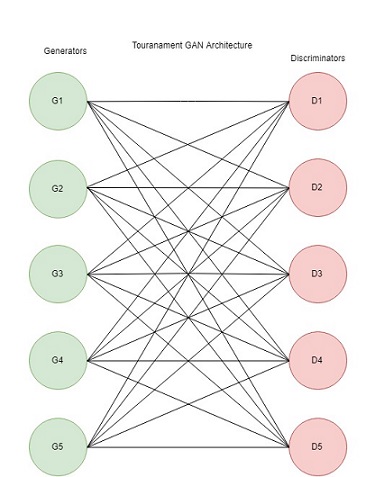 Touranament GAN Architecture
Generators
Discriminators
G1
D1
G2
D2
G3
D3
G4
D4
G5
D5